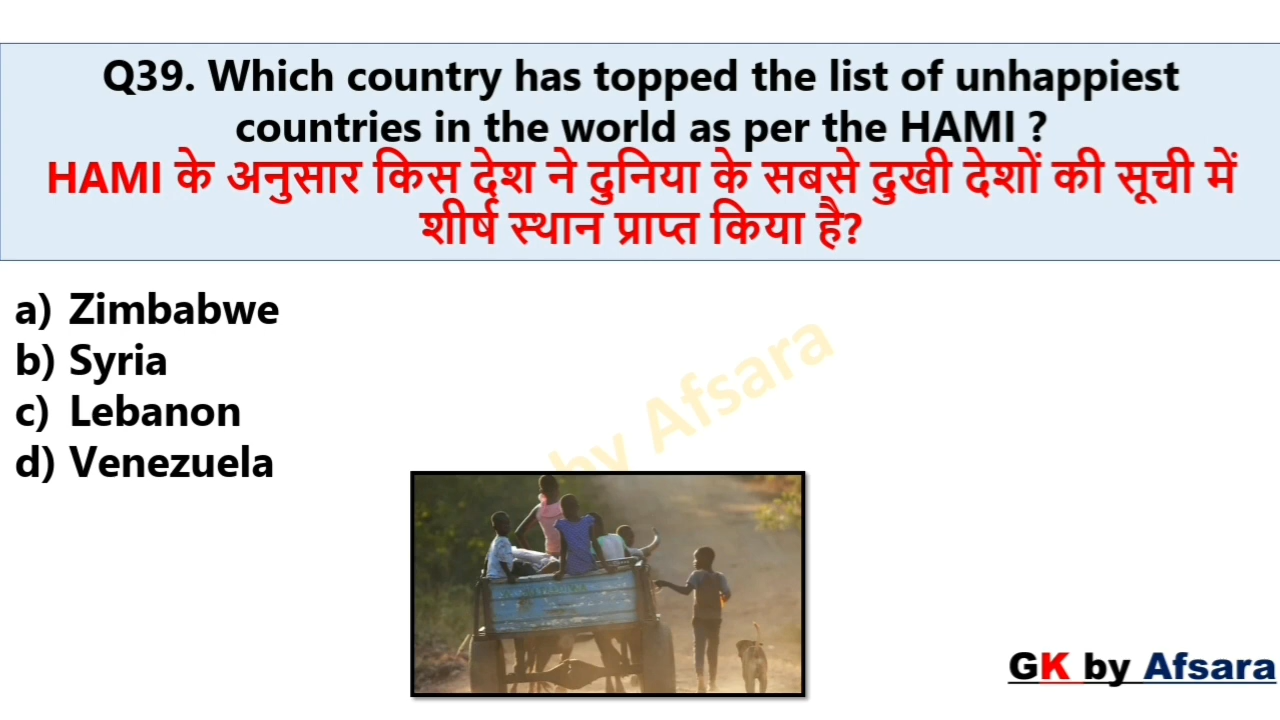 Q39. Which country has topped the list of unhappiest
countries in the world as per the HAMI ?
HAMI के अनुसार किस देश ने दुनिया के सबसे दुखी देशों की सूची में
शीर्ष स्थान प्राप्त किया है?
a) Zimbabwe
b) Syria
c) Lebanon
d) Venezuela
by Afsara
GK by Afsara